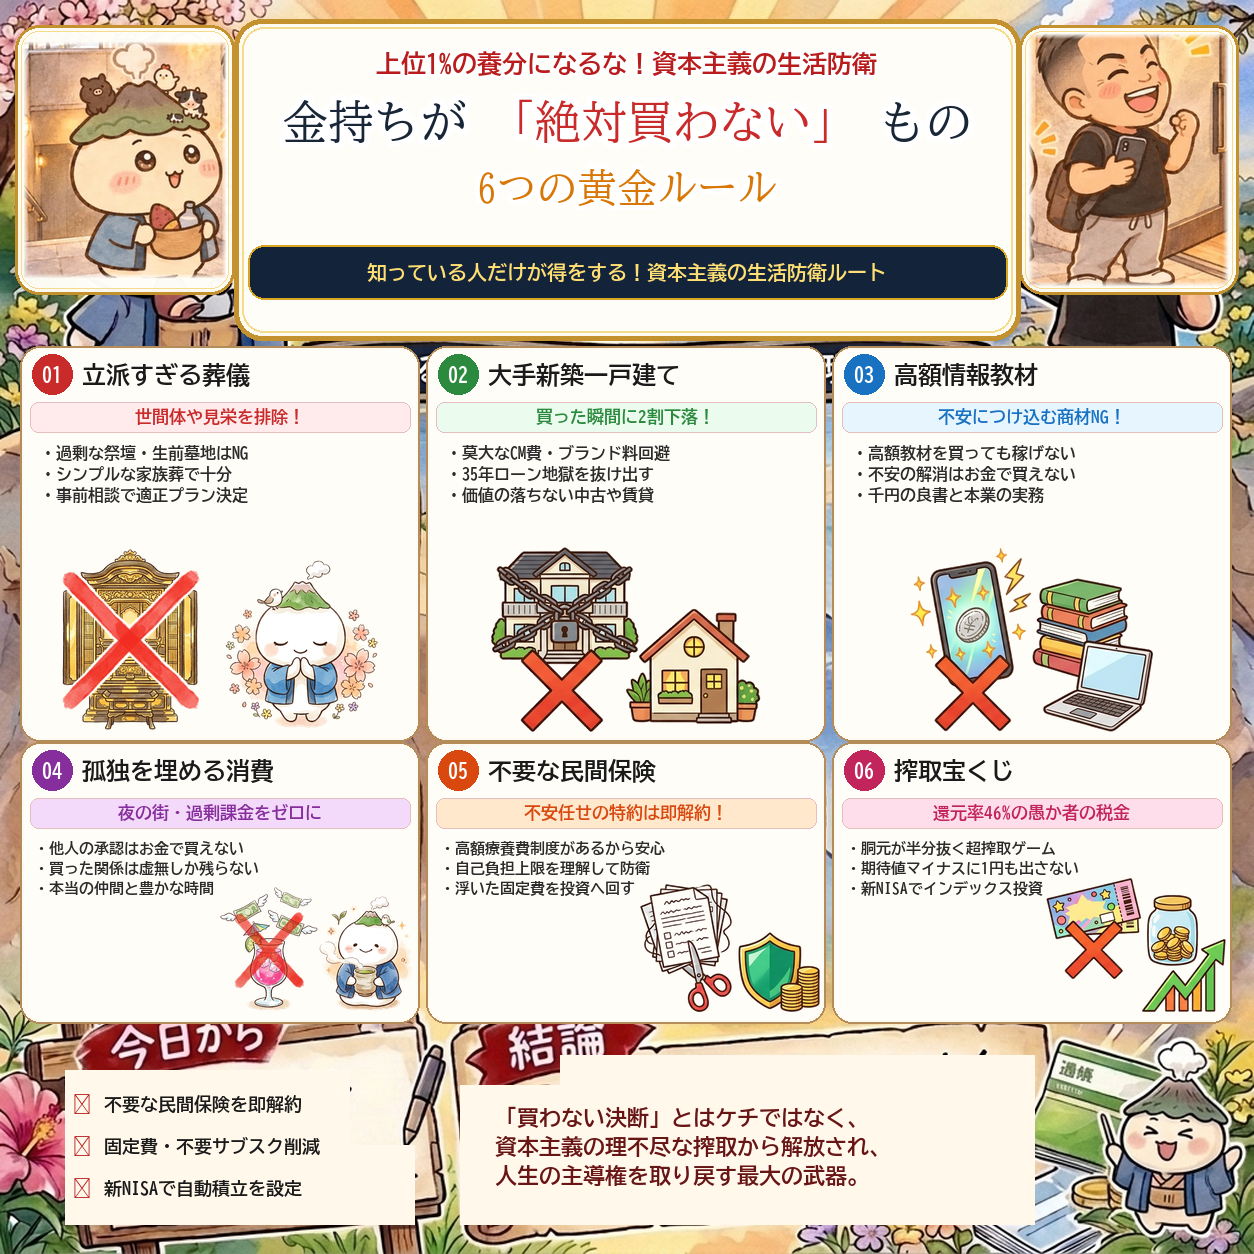 上位1%の養分になるな！資本主義の生活防衛
金持ちが 「絶対買わない」 もの
6つの黄金ルール
知っている人だけが得をする！資本主義の生活防衛ルート
01 立派すぎる葬儀
世間体や見栄を排除！
・過剰な祭壇・生前墓地はNG
・シンプルな家族葬で十分
・事前相談で適正プラン決定
02 大手新築一戸建て
買った瞬間に2割下落！
・莫大なCM費・ブランド料回避
・35年ローン地獄を抜け出す
・価値の落ちない中古や賃貸
03 高額情報教材
不安につけ込む商材NG！
・高額教材を買っても稼げない
・不安の解消はお金で買えない
・千円の良書と本業の実務
04 孤独を埋める消費
夜の街・過剰課金をゼロに
・他人の承認はお金で買えない
・買った関係は虚無しか残らない
・本当の仲間と豊かな時間
05 不要な民間保険
不安任せの特約は即解約！
・高額療養費制度があるから安心
・自己負担上限を理解して防衛
・浮いた固定費を投資へ回す
06 搾取宝くじ
還元率46%の愚か者の税金
・胴元が半分抜く超搾取ゲーム
・期待値マイナスに1円も出さない
・新NISAでインデックス投資
今日から
不要な民間保険を即解約
固定費・不要サブスク削減
新NISAで自動積立を設定
結論
「買わない決断」とはケチではなく、
資本主義の理不尽な搾取から解放され、
人生の主導権を取り戻す最大の武器。